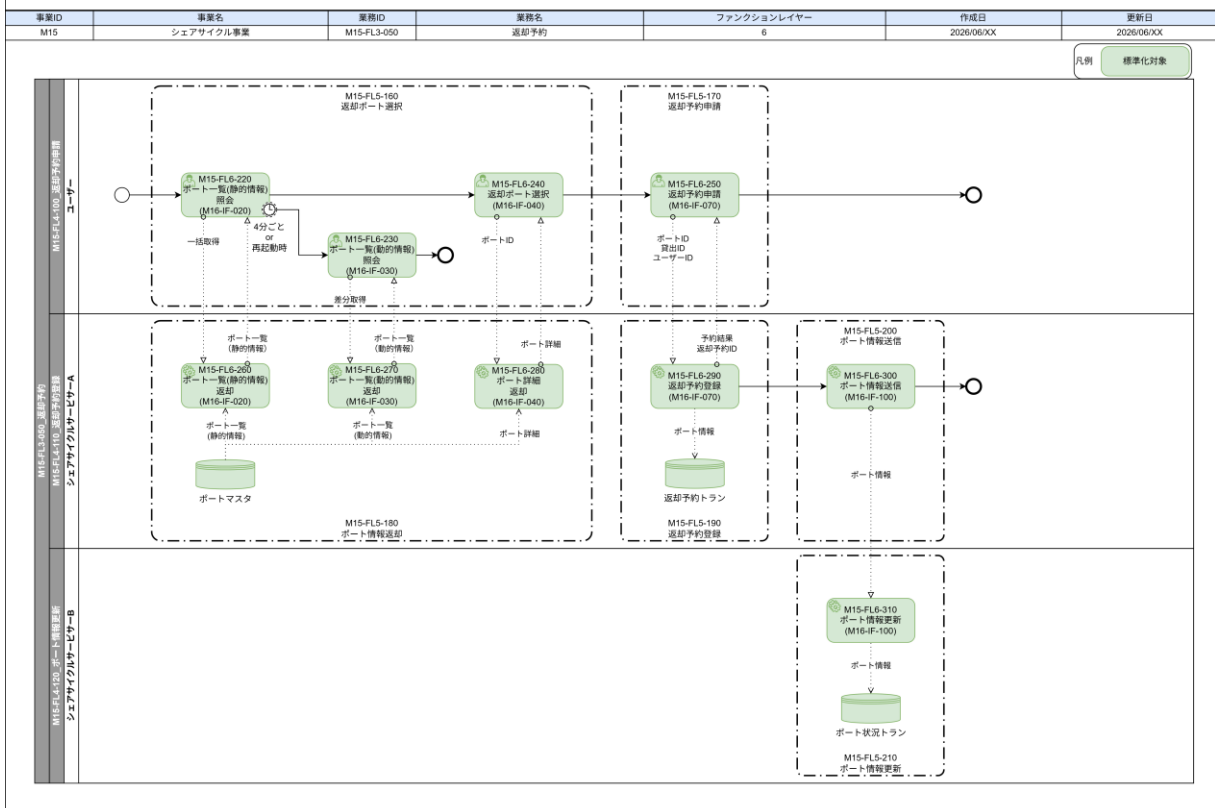 事業ID 事業名 業務ID 業務名 ファンクションレイヤー 作成日 更新日
M15 シェアサイクル事業 M15-FL3-050 返却予約 6 2026/06/XX 2026/06/XX
凡例 標準化対象
M15-FL3-050_返却予約
M15-FL4-100_返却予約申請
ユーザー
M15-FL5-160
返却ポート選択
M15-FL5-170
返却予約申請
M15-FL6-220
ポート一覧(静的情報)
照会
(M16-IF-020)
4分ごと
or
再起動時
M15-FL6-230
ポート一覧(動的情報)
照会
(M16-IF-030)
M15-FL6-240
返却ポート選択
(M16-IF-040)
M15-FL6-250
返却予約申請
(M16-IF-070)
一括取得
差分取得
ポートID
ポートID
貸出ID
ユーザーID
M15-FL4-110_返却予約登録
シェアサイクルサービサーA
ポート一覧
(静的情報)
ポート一覧
(動的情報)
ポート詳細
予約結果
返却予約ID
M15-FL5-200
ポート情報送信
M15-FL6-260
ポート一覧(静的情報)
返却
(M16-IF-020)
M15-FL6-270
ポート一覧(動的情報)
返却
(M16-IF-030)
M15-FL6-280
ポート詳細
返却
(M16-IF-040)
M15-FL6-290
返却予約登録
(M16-IF-070)
M15-FL6-300
ポート情報送信
(M16-IF-100)
ポート一覧
(静的情報)
ポート一覧
(動的情報)
ポート詳細
ポート情報
ポート情報
ポートマスタ
返却予約トラン
M15-FL5-180
ポート情報返却
M15-FL5-190
返却予約登録
M15-FL4-120_ポート情報更新
シェアサイクルサービサーB
M15-FL6-310
ポート情報更新
(M16-IF-100)
ポート情報
ポート状況トラン
M15-FL5-210
ポート情報更新